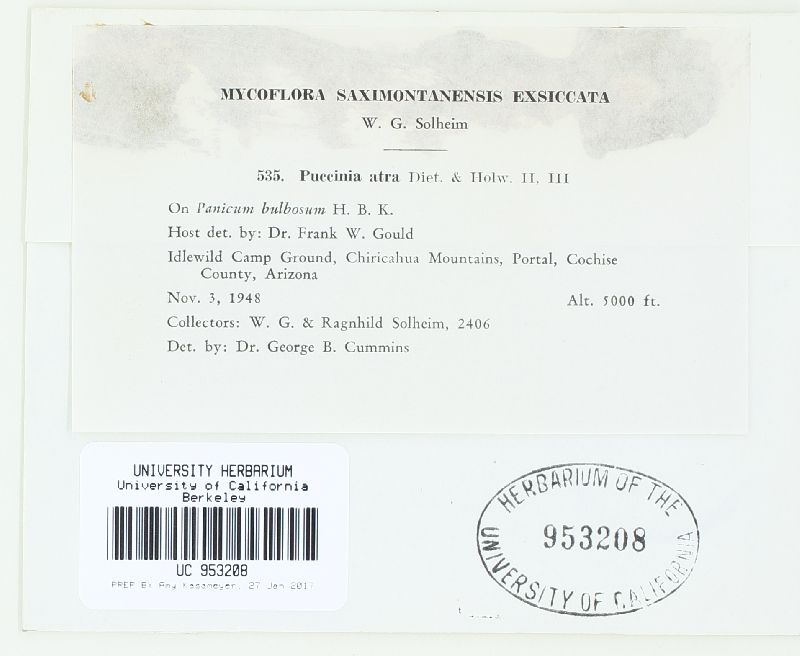 MYCOFLORA SAXIMONTANENSIS EXSICCATA
W. G. Solheim
535. Puccinia atra Diet. & Holw. II, III
On Panicum bulbosum H. B. K.
Host det. by: Dr. Frank W. Gould
Idlewild Camp Ground, Chiricahua Mountains, Portal, Cochise
County, Arizona
Nov. 3, 1948 Alt. 5000 ft.
Collectors: W. G. & Ragnhild Solheim, 2406
Det. by: Dr. George B. Cummins
UNIVERSITY HERBARIUM
University of California
Berkeley
UC 953208
PREP BY Amy Kasameyer, 27 Jan 2017
HERBARIUM OF THE
953208
UNIVERSITY OF CALIFORNIA